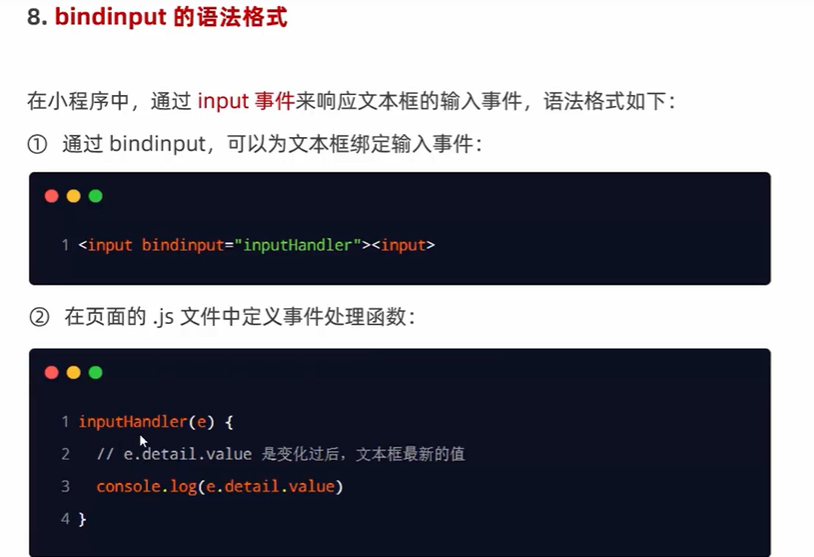 8. bindinput 的语法格式
在小程序中，通过 input 事件来响应文本框的输入事件，语法格式如下：
① 通过 bindinput，可以为文本框绑定输入事件：
1 <input bindinput="inputHandler"><input>
② 在页面的 .js 文件中定义事件处理函数：
1 inputHandler(e) {
2 // e.detail.value 是变化过后，文本框最新的值
3 console.log(e.detail.value)
4 }